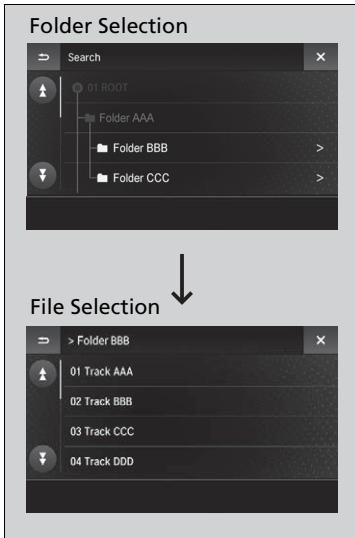 Folder Selection
Search
01 ROOT
Folder AAA
Folder BBB >
Folder CCC >
File Selection
> Folder BBB
01 Track AAA
02 Track BBB
03 Track CCC
04 Track DDD